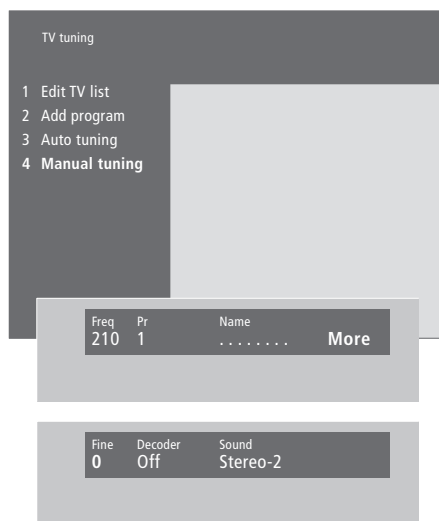 TV tuning
1 Edit TV list
2 Add program
3 Auto tuning
4 Manual tuning
Freq Pr Name
210 1 ........ More
Fine Decoder Sound
0 Off Stereo-2